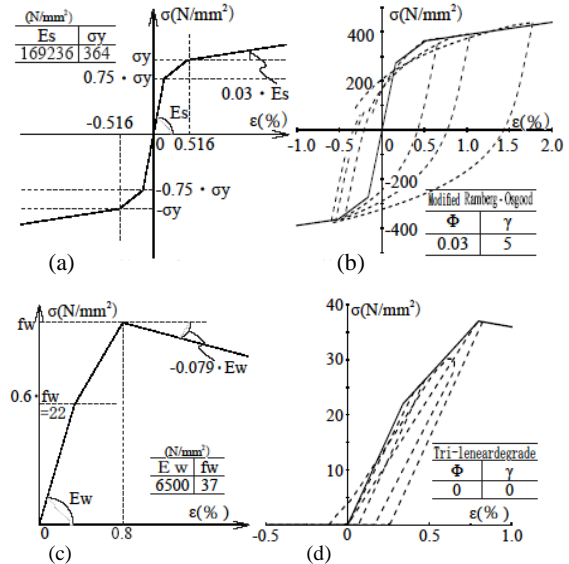 (N/mm²)
Es σy
169236 364
σ(N/mm²)
σy
0.75・σy
0.03・Es
Es
ε(%)
-0.516
0 0.516
-0.75・σy
-σy
(a)
σ(N/mm²)
400
200
0
-200
-400
ε(%)
-1.0 -0.5 0 0.5 1.0 1.5 2.0
Modified Ramberg-Osgood
Φ γ
0.03 5
(b)
σ(N/mm²)
fw
-0.079・Ew
0.6・fw
=22
(N/mm²)
E w fw
6500 37
Ew
0 0.8
ε(%)
(c)
σ(N/mm²)
40
30
20
10
Tri-leneardegrade
Φ γ
0 0
-0.5 0 0.5 1.0
ε(%)
(d)